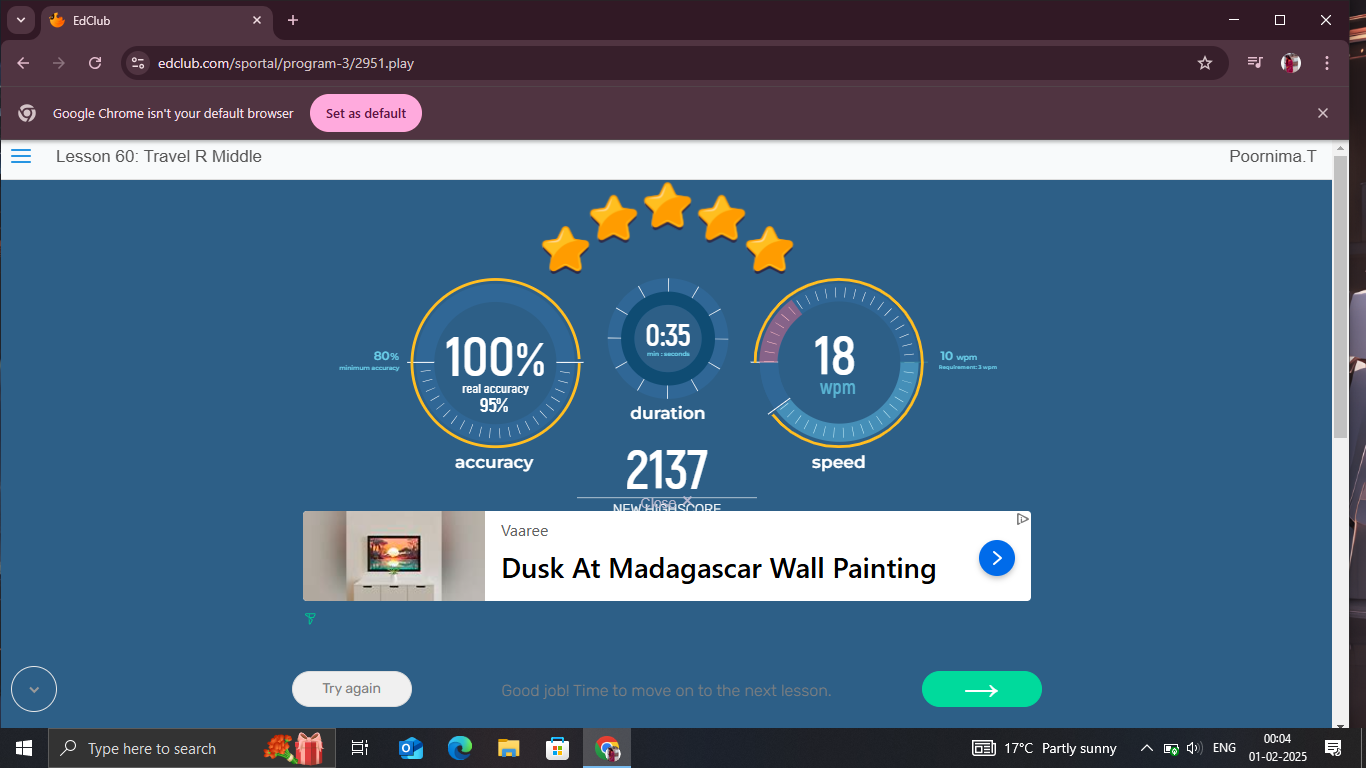 EdClub
edclub.com/sportal/program-3/2951.play
Google Chrome isn't your default browser
Set as default
Lesson 60: Travel R Middle
Poornima.T
80%
minimum accuracy
100%
real accuracy
95%
accuracy
0:35
min : seconds
duration
18
wpm
speed
10 wpm
Requirement: 3 wpm
2137
NEW HIGHSCORE
Close ×
Vaaree
Dusk At Madagascar Wall Painting
Try again
Good job! Time to move on to the next lesson.
Type here to search
17°C Partly sunny
ENG
00:04
01-02-2025